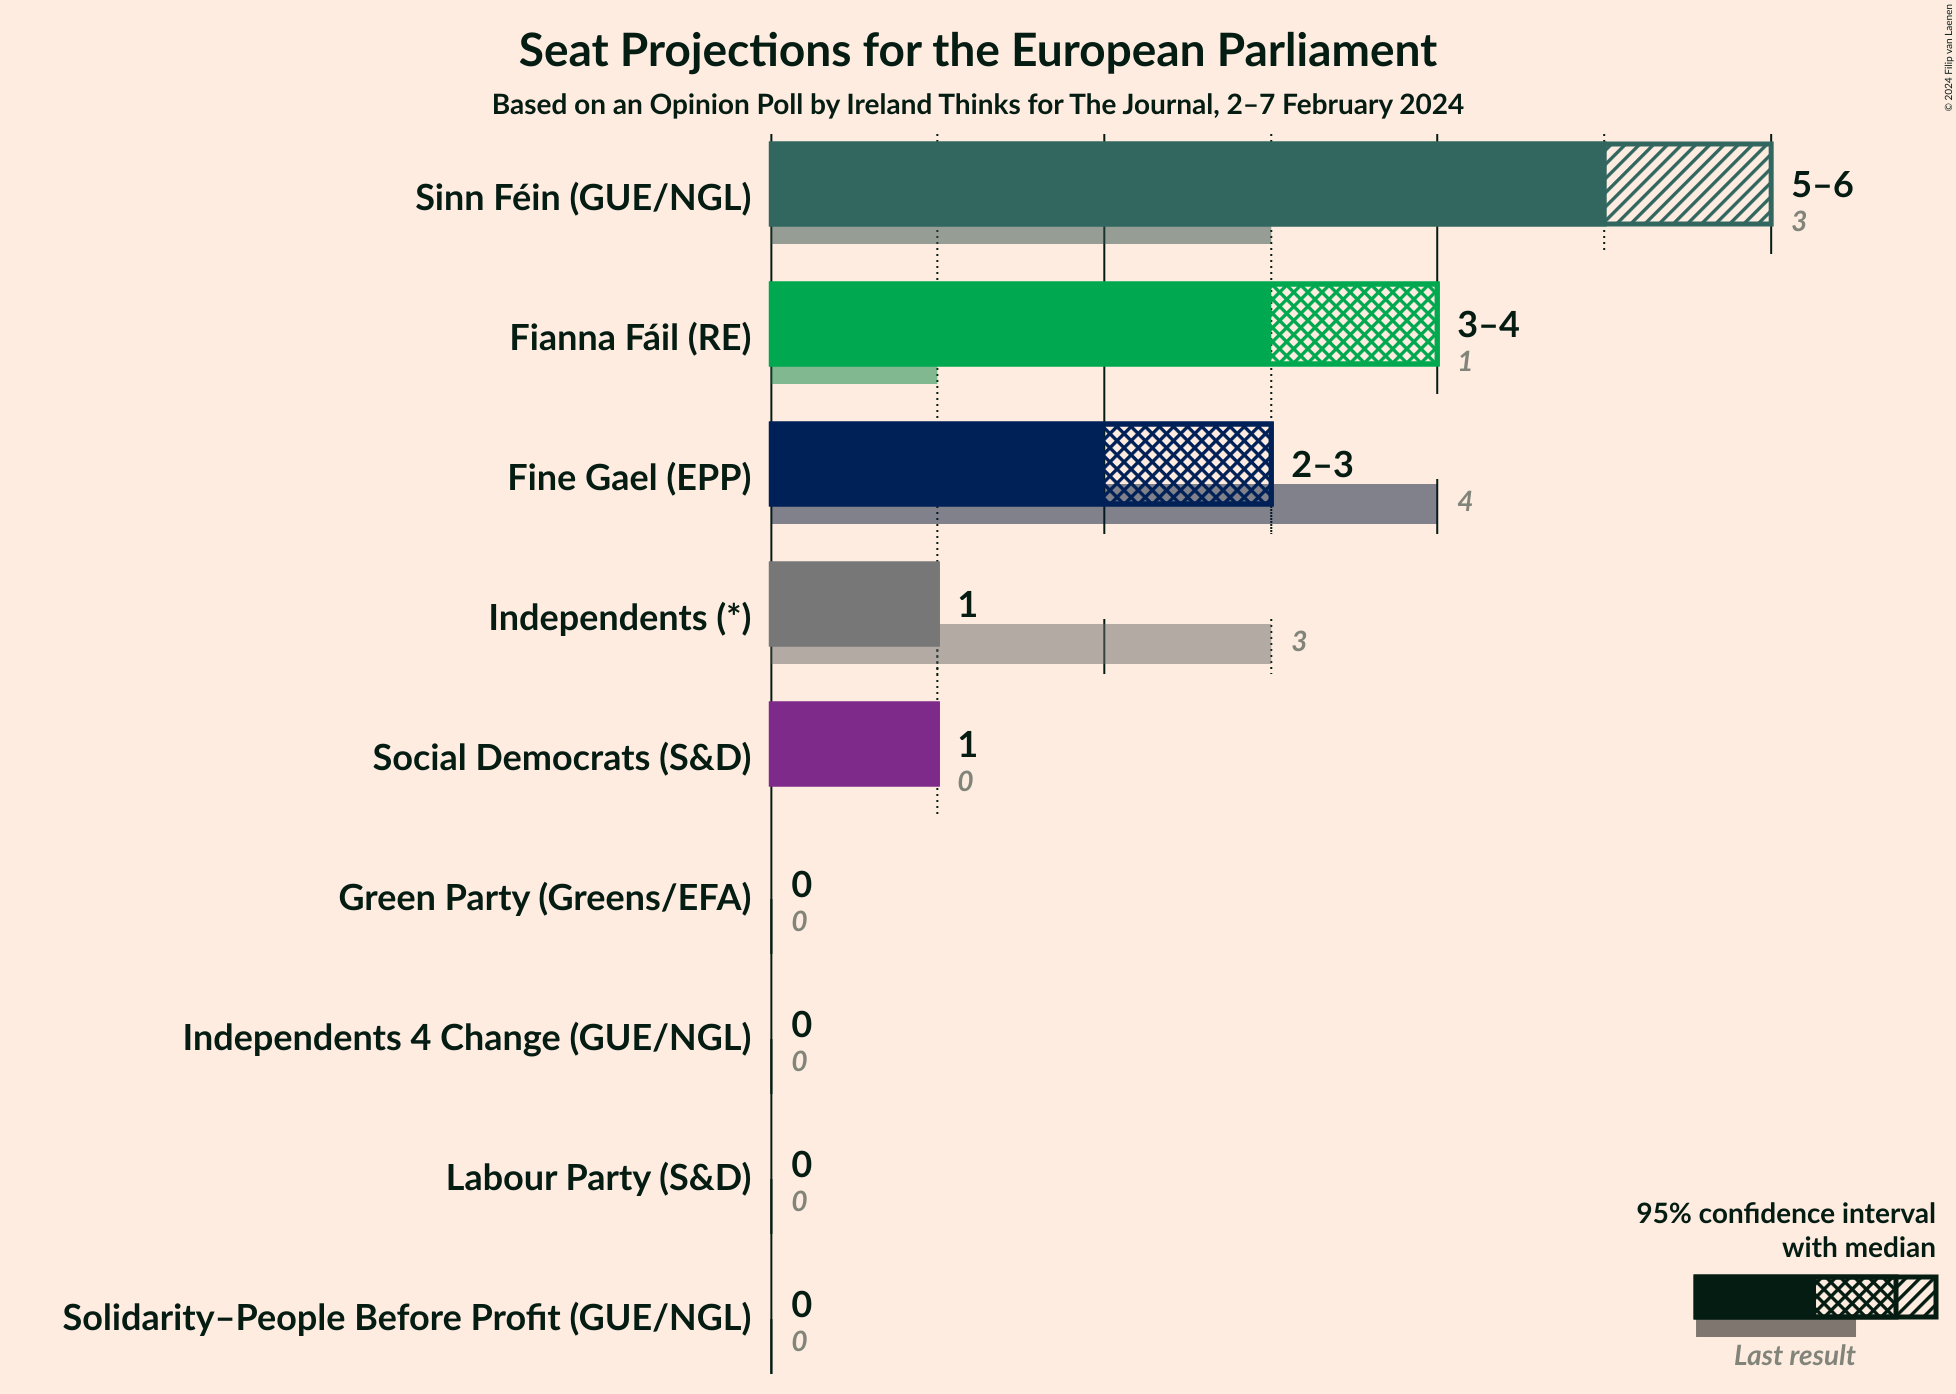 Seat Projections for the European Parliament
Based on an Opinion Poll by Ireland Thinks for The Journal, 2–7 February 2024
© 2024 Filip van Laenen
Sinn Féin (GUE/NGL)
5–6
3
Fianna Fáil (RE)
3–4
1
Fine Gael (EPP)
2–3
4
Independents (*)
1
3
Social Democrats (S&D)
1
0
Green Party (Greens/EFA)
0
0
Independents 4 Change (GUE/NGL)
0
0
Labour Party (S&D)
0
0
Solidarity–People Before Profit (GUE/NGL)
0
0
95% confidence interval
with median
Last result